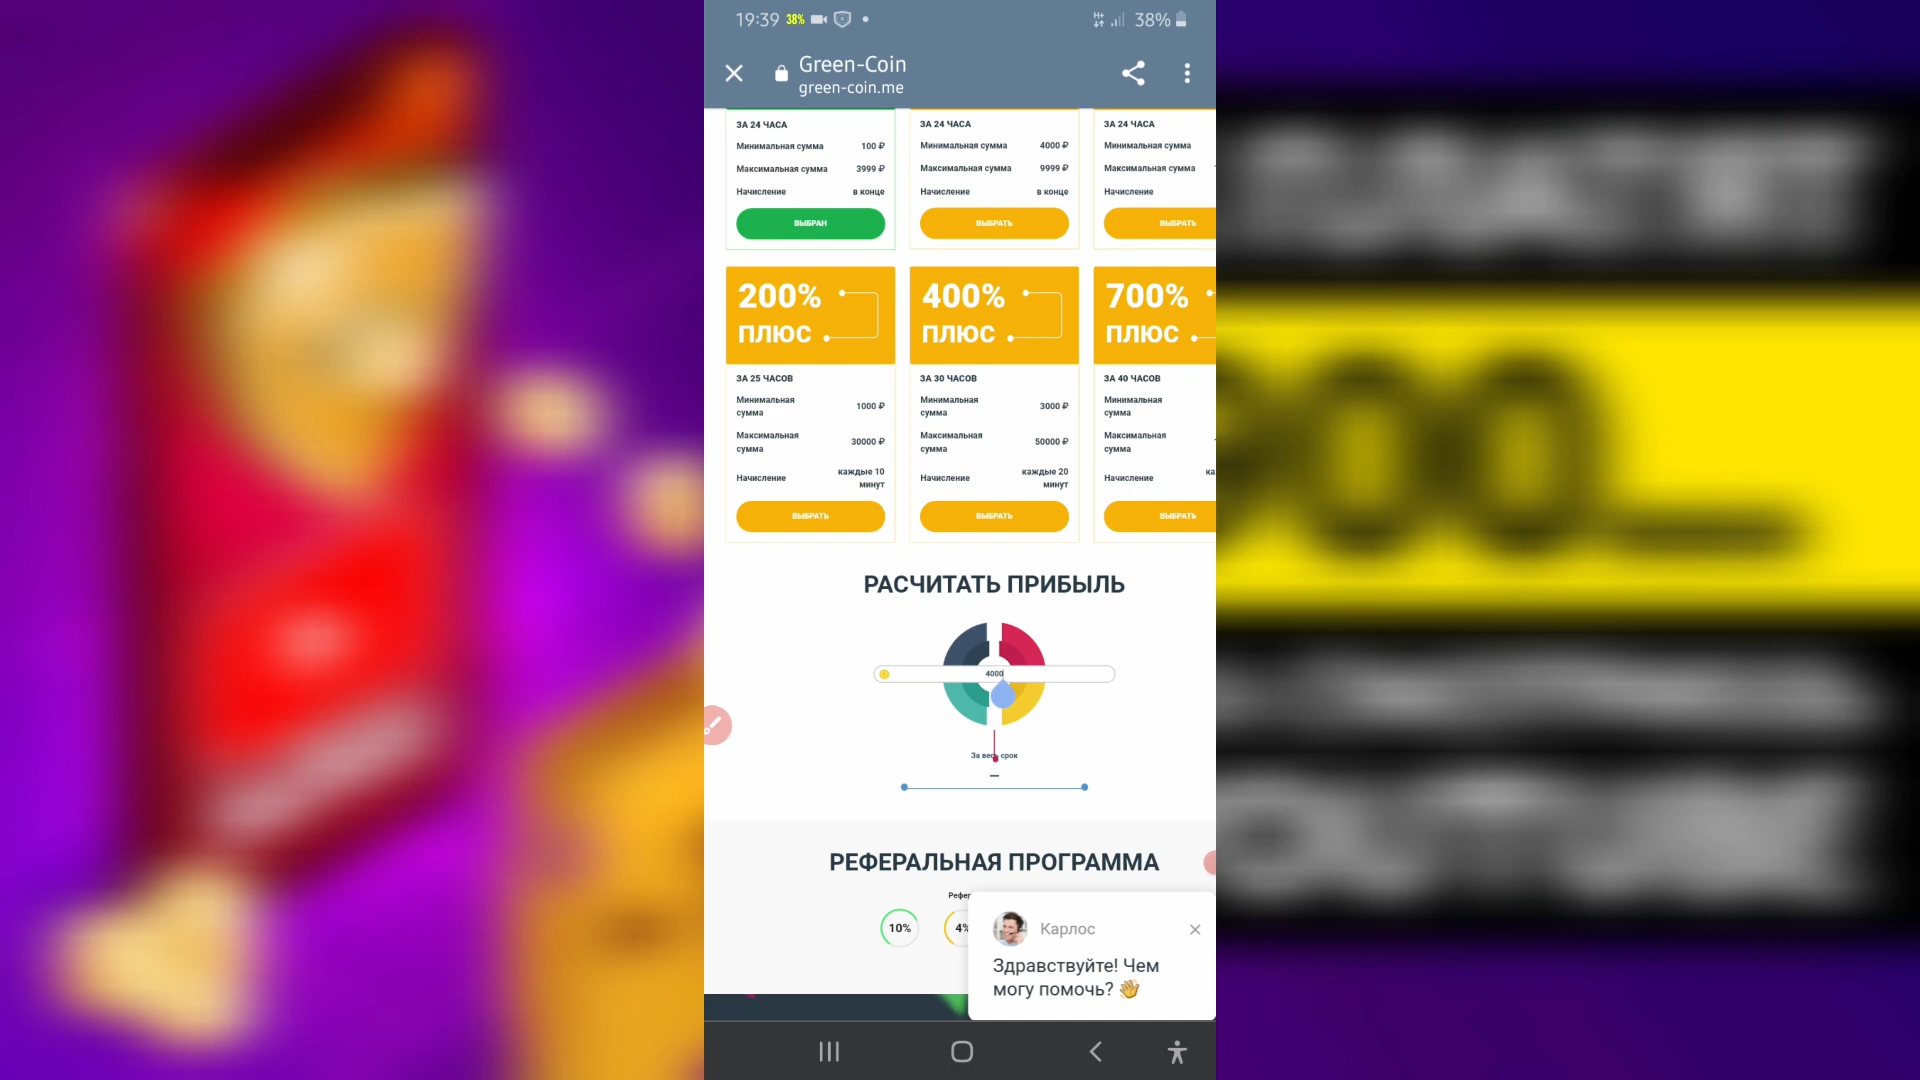 19:39 38% 38%
Green-Coin
green-coin.me
ЗА 24 ЧАСА ЗА 24 ЧАСА ЗА 24 ЧАСА
Минимальная сумма 100 ₽ Минимальная сумма 4000 ₽ Минимальная сумма
Максимальная сумма 3999 ₽ Максимальная сумма 9999 ₽ Максимальная сумма
Начисление в конце Начисление в конце Начисление
ВЫБРАН ВЫБРАТЬ ВЫБРАТЬ
200% 400% 700%
ПЛЮС ПЛЮС ПЛЮС
ЗА 25 ЧАСОВ ЗА 30 ЧАСОВ ЗА 40 ЧАСОВ
Минимальная сумма 1000 ₽ Минимальная сумма 3000 ₽ Минимальная сумма
Максимальная сумма 30000 ₽ Максимальная сумма 50000 ₽ Максимальная сумма
Начисление каждые 10 минут Начисление каждые 20 минут Начисление ка
ВЫБРАТЬ ВЫБРАТЬ ВЫБРАТЬ
РАСЧИТАТЬ ПРИБЫЛЬ
4000
За весь срок
—
РЕФЕРАЛЬНАЯ ПРОГРАММА
Рефер
10% 4%
Карлос
Здравствуйте! Чем
могу помочь? 👋